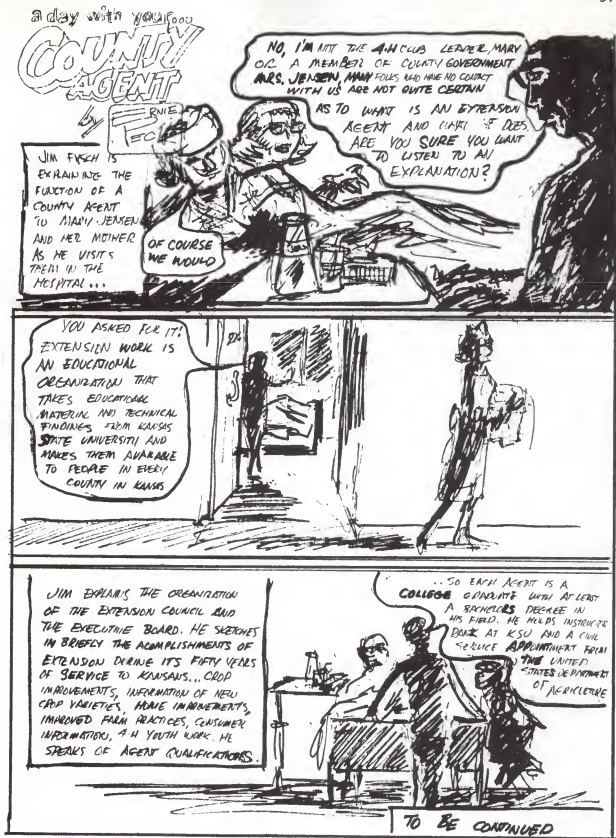 a day with your...
COUNTY
AGENT
by
ERNIE
JIM FYSCH IS
EXPLAINING THE
FUNCTION OF A
COUNTY AGENT
TO MARY JENSEN
AND HER MOTHER
AS HE VISITS
THEM IN THE
HOSPITAL...
NO, I'M NOT THE 4-H CLUB LEADER, MARY
OR A MEMBER OF COUNTY GOVERNMENT
MRS. JENSEN, MANY FOLKS WHO HAVE NO CONTACT
WITH US ARE NOT QUITE CERTAIN
AS TO WHAT IS AN EXTENSION
AGENT AND WHAT IT DOES.
ARE YOU SURE YOU WANT
TO LISTEN TO AN
EXPLANATION?
OF COURSE
WE WOULD
YOU ASKED FOR IT!
EXTENSION WORK IS
AN EDUCATIONAL
ORGANIZATION THAT
TAKES EDUCATIONAL
MATERIAL AND TECHNICAL
FINDINGS FROM KANSAS
STATE UNIVERSITY AND
MAKES THEM AVAILABLE
TO PEOPLE IN EVERY
COUNTY IN KANSAS
JIM EXPLAINS THE ORGANIZATION
OF THE EXTENSION COUNCIL AND
THE EXECUTIVE BOARD. HE SKETCHES
IN BRIEFLY THE ACOMPLISHMENTS OF
EXTENSION DURING IT'S FIFTY YEARS
OF SERVICE TO KANSANS... CROP
IMPROVEMENTS, INFORMATION OF NEW
CROP VARIETIES, HOME IMPROVEMENTS,
IMPROVED FARM PRACTICES, CONSUMER
INFORMATION, 4-H YOUTH WORK. HE
SPEAKS OF AGENT QUALIFICATIONS
...SO EACH AGENT IS A
COLLEGE GRADUATE WITH AT LEAST
A BACHELORS DEGREE IN
HIS FIELD. HE HOLDS INSTRUCTOR
RANK AT KSU AND A CIVIL
SERVICE APPOINTMENT FROM
THE UNITED
STATES DEPARTMENT
OF AGRICLTURE
TO BE CONTINUED